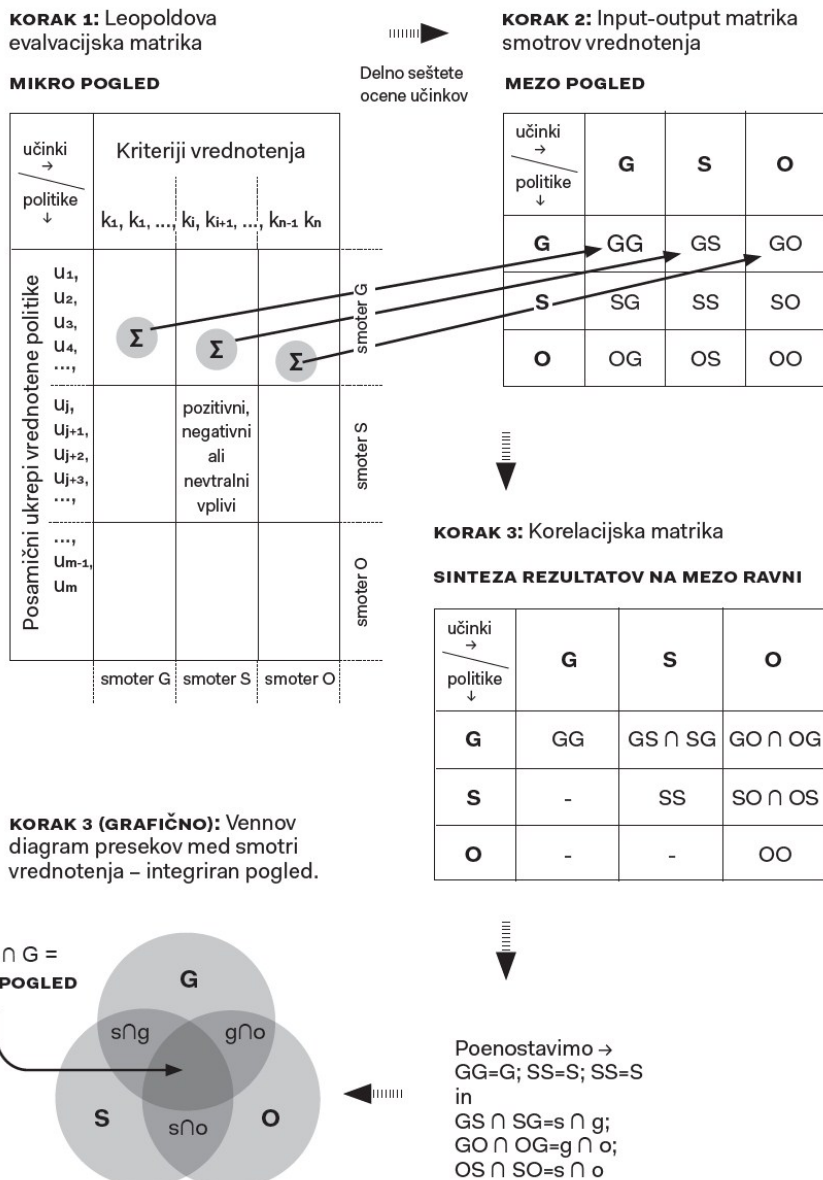 KORAK 1: Leopoldova
evalvacijska matrika
MIKRO POGLED
Delno seštete
ocene učinkov
KORAK 2: Input-output matrika
smotrov vrednotenja
MEZO POGLED
učinki
→
politike
↓
Kriteriji vrednotenja
k1, k1, ..., ki, ki+1, ..., kn-1 kn
Posamični ukrepi vrednotene politike
u1,
u2,
u3,
u4,
...,
Σ
Σ
Σ
smoter G
uj,
uj+1,
uj+2,
uj+3,
...,
pozitivni,
negativni
ali
nevtralni
vplivi
smoter S
...,
um-1,
um
smoter O
smoter G smoter S smoter O
učinki
→
politike
↓
G S O
G GG GS GO
S SG SS SO
O OG OS OO
KORAK 3: Korelacijska matrika
SINTEZA REZULTATOV NA MEZO RAVNI
učinki
→
politike
↓
G S O
G GG GS ∩ SG GO ∩ OG
S - SS SO ∩ OS
O - - OO
Poenostavimo →
GG=G; SS=S; SS=S
in
GS ∩ SG=s ∩ g;
GO ∩ OG=g ∩ o;
OS ∩ SO=s ∩ o
KORAK 3 (GRAFIČNO): Vennov
diagram presekov med smotri
vrednotenja – integriran pogled.
∩ G =
POGLED
G
s∩g g∩o
S s∩o O